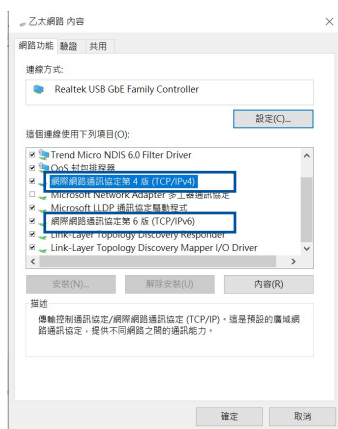 乙太網路 內容
網路功能 驗證 共用
連線方式:
Realtek USB GbE Family Controller
設定(C)...
這個連線使用下列項目(O):
Trend Micro NDIS 6.0 Filter Driver
QoS 封包排程器
網際網路通訊協定第 4 版 (TCP/IPv4)
Microsoft Network Adapter 多工器通訊協定
Microsoft LLDP 通訊協定驅動程式
網際網路通訊協定第 6 版 (TCP/IPv6)
Link-Layer Topology Discovery Responder
Link-Layer Topology Discovery Mapper I/O Driver
安裝(N)...
解除安裝(U)
內容(R)
描述
傳輸控制通訊協定/網際網路通訊協定 (TCP/IP)。這是預設的廣域網
路通訊協定，提供不同網路之間的通訊能力。
確定
取消